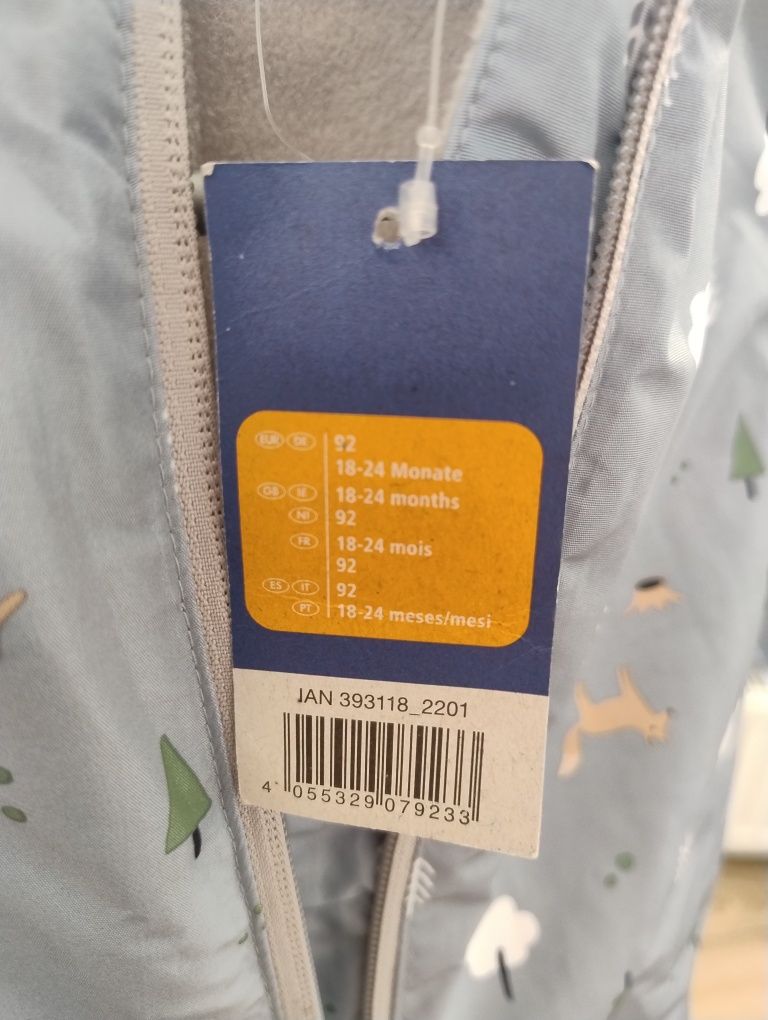 EUR DE 92
18-24 Monate
GB IE 18-24 months
NI 92
FR 18-24 mois
92
ES IT 92
PT 18-24 meses/mesi
IAN 393118_2201
4 055329 079233